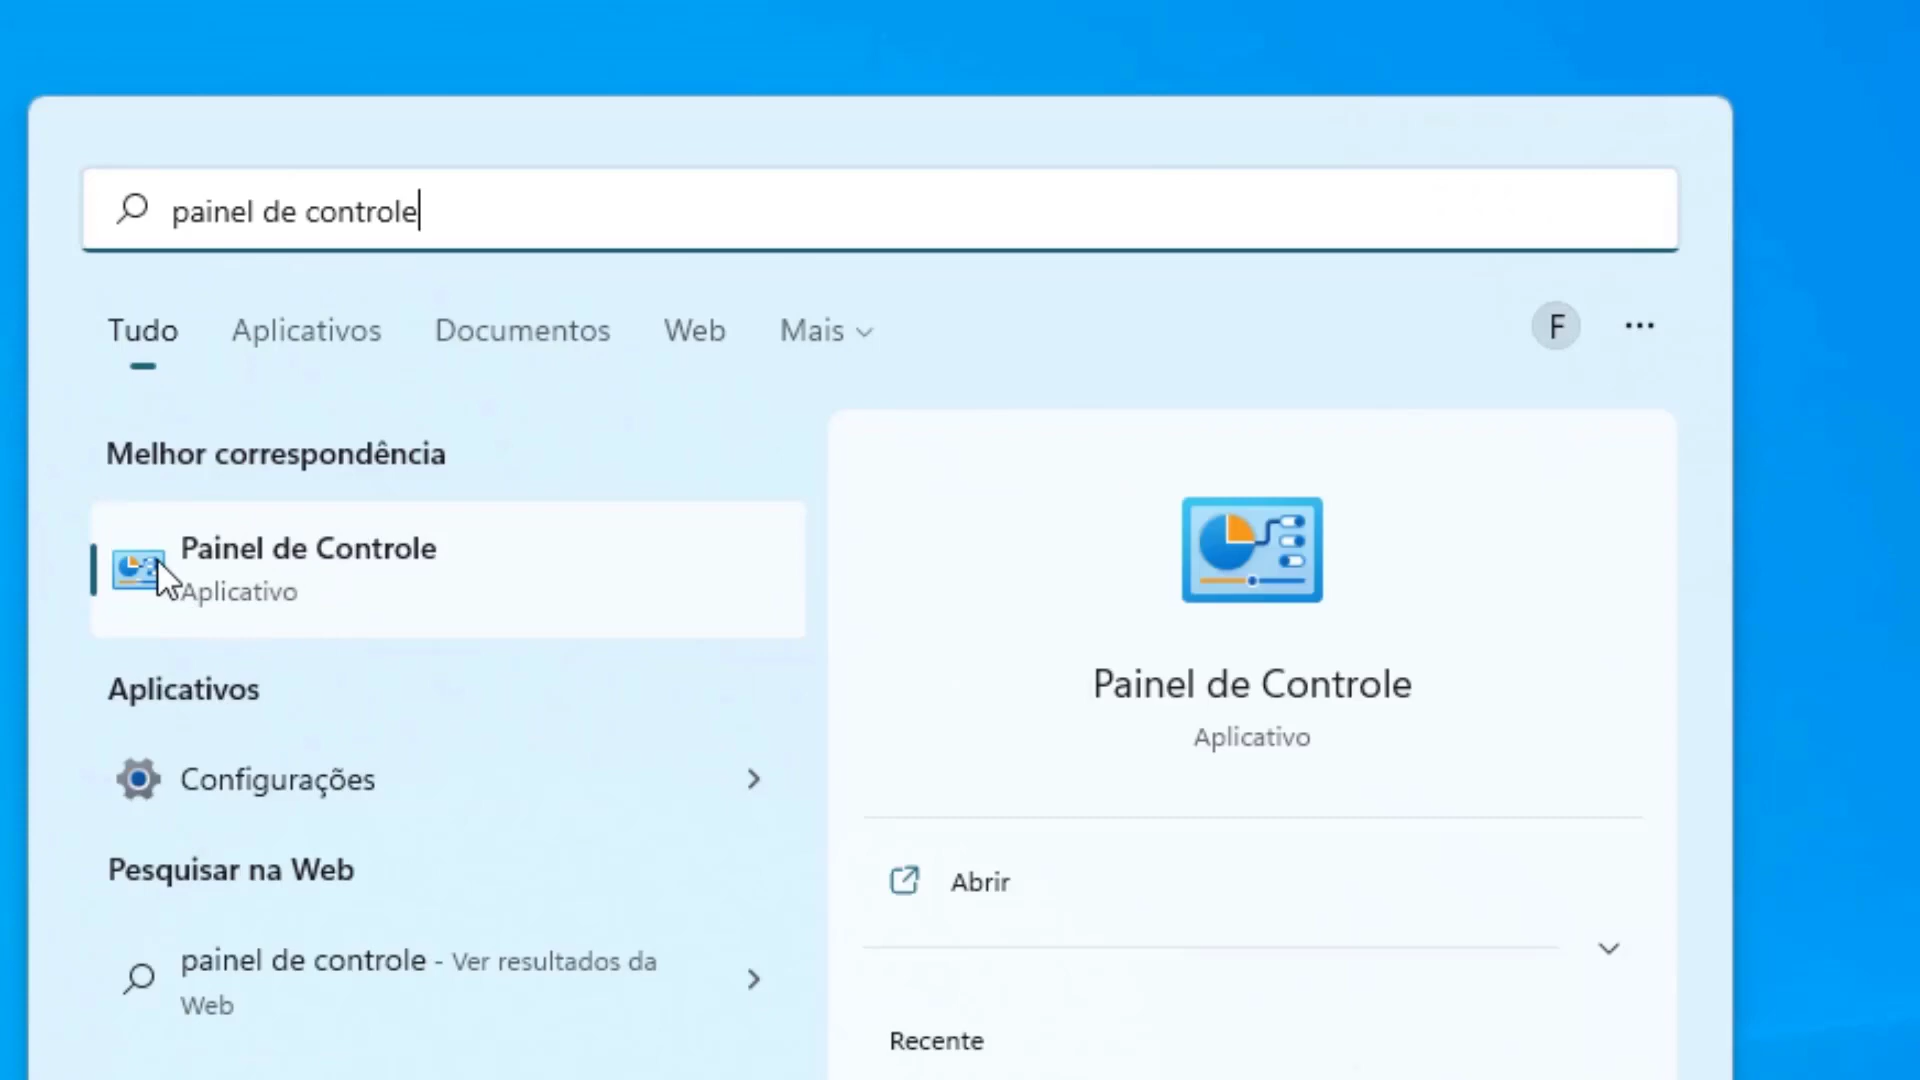 painel de controle
Tudo Aplicativos Documentos Web Mais F
Melhor correspondência
Painel de Controle
Aplicativo
Aplicativos
Configurações
Pesquisar na Web
painel de controle - Ver resultados da
Web
Painel de Controle
Aplicativo
Abrir
Recente